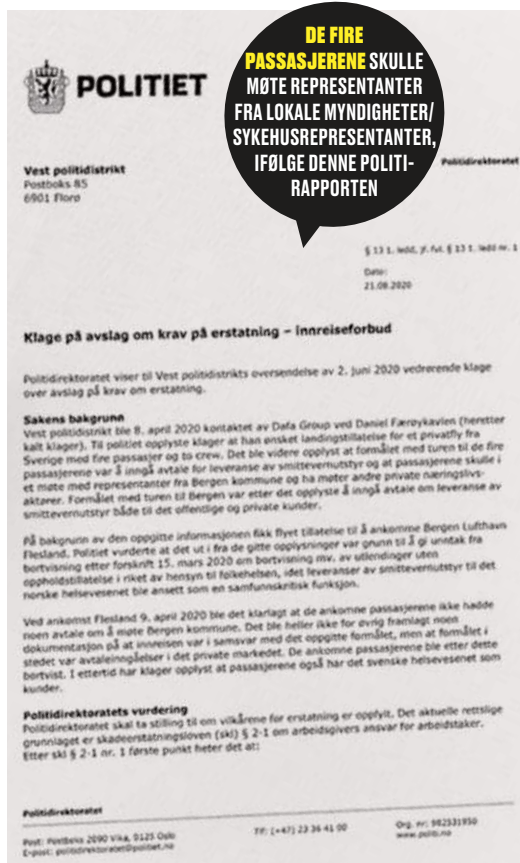 DE FIRE
PASSASJERENE SKULLE
MØTE REPRESENTANTER
FRA LOKALE MYNDIGHETER/
SYKEHUSREPRESENTANTER,
IFØLGE DENNE POLITI-
RAPPORTEN
POLITIET
Politidirektoratet
Vest politidistrikt
Postboks 85
6901 Florø
§ 13 1. ledd, jf. fvl. § 13 1. ledd nr. 1
Dato:
21.08.2020
Klage på avslag om krav på erstatning – innreiseforbud
Politidirektoratet viser til Vest politidistrikts oversendelse av 2. juni 2020 vedrørende klage
over avslag på krav om erstatning.
Sakens bakgrunn
Vest politidistrikt ble 8. april 2020 kontaktet av Dafa Group ved Daniel Færøykavlen (heretter
kalt klager). Til politiet opplyste klager at han ønsket landingstillatelse for et privatfly fra
Sverige med fire passasjer og to crew. Det ble videre opplyst at formålet med turen til de fire
passasjerene var å inngå avtale for leveranse av smittevernutstyr og at passasjerene skulle i
et møte med representanter fra Bergen kommune og ha møter andre private næringslivs-
aktører. Formålet med turen til Bergen var etter det opplyste å inngå avtale om leveranse av
smittevernutstyr både til det offentlige og private kunder.
På bakgrunn av den oppgitte informasjonen fikk flyet tillatelse til å ankomme Bergen Lufthavn
Flesland. Politiet vurderte at det ut i fra de gitte opplysninger var grunn til å gi unntak fra
bortvisning etter forskrift 15. mars 2020 om bortvisning mv. av utlendinger uten
oppholdstillatelse i riket av hensyn til folkehelsen, idet leveranser av smittevernutstyr til det
norske helsevesenet ble ansett som en samfunnskritisk funksjon.
Ved ankomst Flesland 9. april 2020 ble det klarlagt at de ankomne passasjerene ikke hadde
noen avtale om å møte Bergen kommune. Det ble heller ikke for øvrig framlagt noen
dokumentasjon på at innreisen var i samsvar med det oppgitte formålet, men at formålet i
stedet var avtaleinngåelser i det private markedet. De ankomne passasjerene ble etter dette
bortvist. I ettertid har klager opplyst at passasjerene også har det svenske helsevesenet som
kunder.
Politidirektoratets vurdering
Politidirektoratet skal ta stilling til om vilkårene for erstatning er oppfylt. Det aktuelle rettslige
grunnlaget er skadeerstatningsloven (skl) § 2-1 om arbeidsgivers ansvar for arbeidstaker.
Etter skl § 2-1 nr. 1 første punkt heter det at:
Politidirektoratet
Post: Postboks 2090 Vika, 0125 Oslo
E-post: politidirektoratet@politiet.no
Tlf: (+47) 23 36 41 00
Org. nr: 982531950
www.politi.no